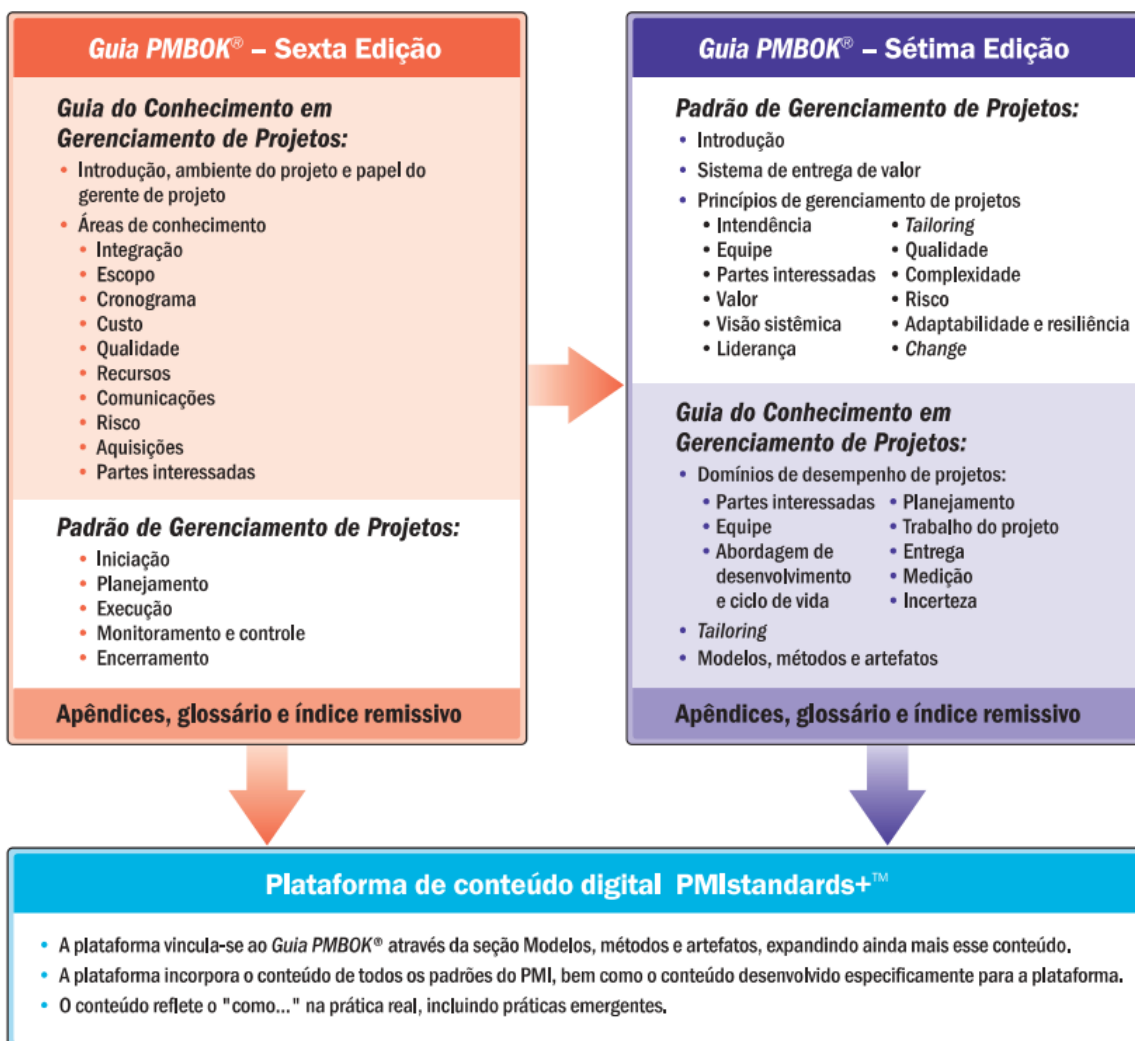 Guia PMBOK® – Sexta Edição
Guia do Conhecimento em
Gerenciamento de Projetos:
• Introdução, ambiente do projeto e papel do
gerente de projeto
• Áreas de conhecimento
• Integração
• Escopo
• Cronograma
• Custo
• Qualidade
• Recursos
• Comunicações
• Risco
• Aquisições
• Partes interessadas
Padrão de Gerenciamento de Projetos:
• Iniciação
• Planejamento
• Execução
• Monitoramento e controle
• Encerramento
Apêndices, glossário e índice remissivo
Guia PMBOK® – Sétima Edição
Padrão de Gerenciamento de Projetos:
• Introdução
• Sistema de entrega de valor
• Princípios de gerenciamento de projetos
• Intendência
• Equipe
• Partes interessadas
• Valor
• Visão sistêmica
• Liderança
• Tailoring
• Qualidade
• Complexidade
• Risco
• Adaptabilidade e resiliência
• Change
Guia do Conhecimento em
Gerenciamento de Projetos:
• Domínios de desempenho de projetos:
• Partes interessadas
• Equipe
• Abordagem de
desenvolvimento
e ciclo de vida
• Planejamento
• Trabalho do projeto
• Entrega
• Medição
• Incerteza
• Tailoring
• Modelos, métodos e artefatos
Apêndices, glossário e índice remissivo
Plataforma de conteúdo digital PMIstandards+™
• A plataforma vincula-se ao Guia PMBOK® através da seção Modelos, métodos e artefatos, expandindo ainda mais esse conteúdo.
• A plataforma incorpora o conteúdo de todos os padrões do PMI, bem como o conteúdo desenvolvido especificamente para a plataforma.
• O conteúdo reflete o "como..." na prática real, incluindo práticas emergentes.